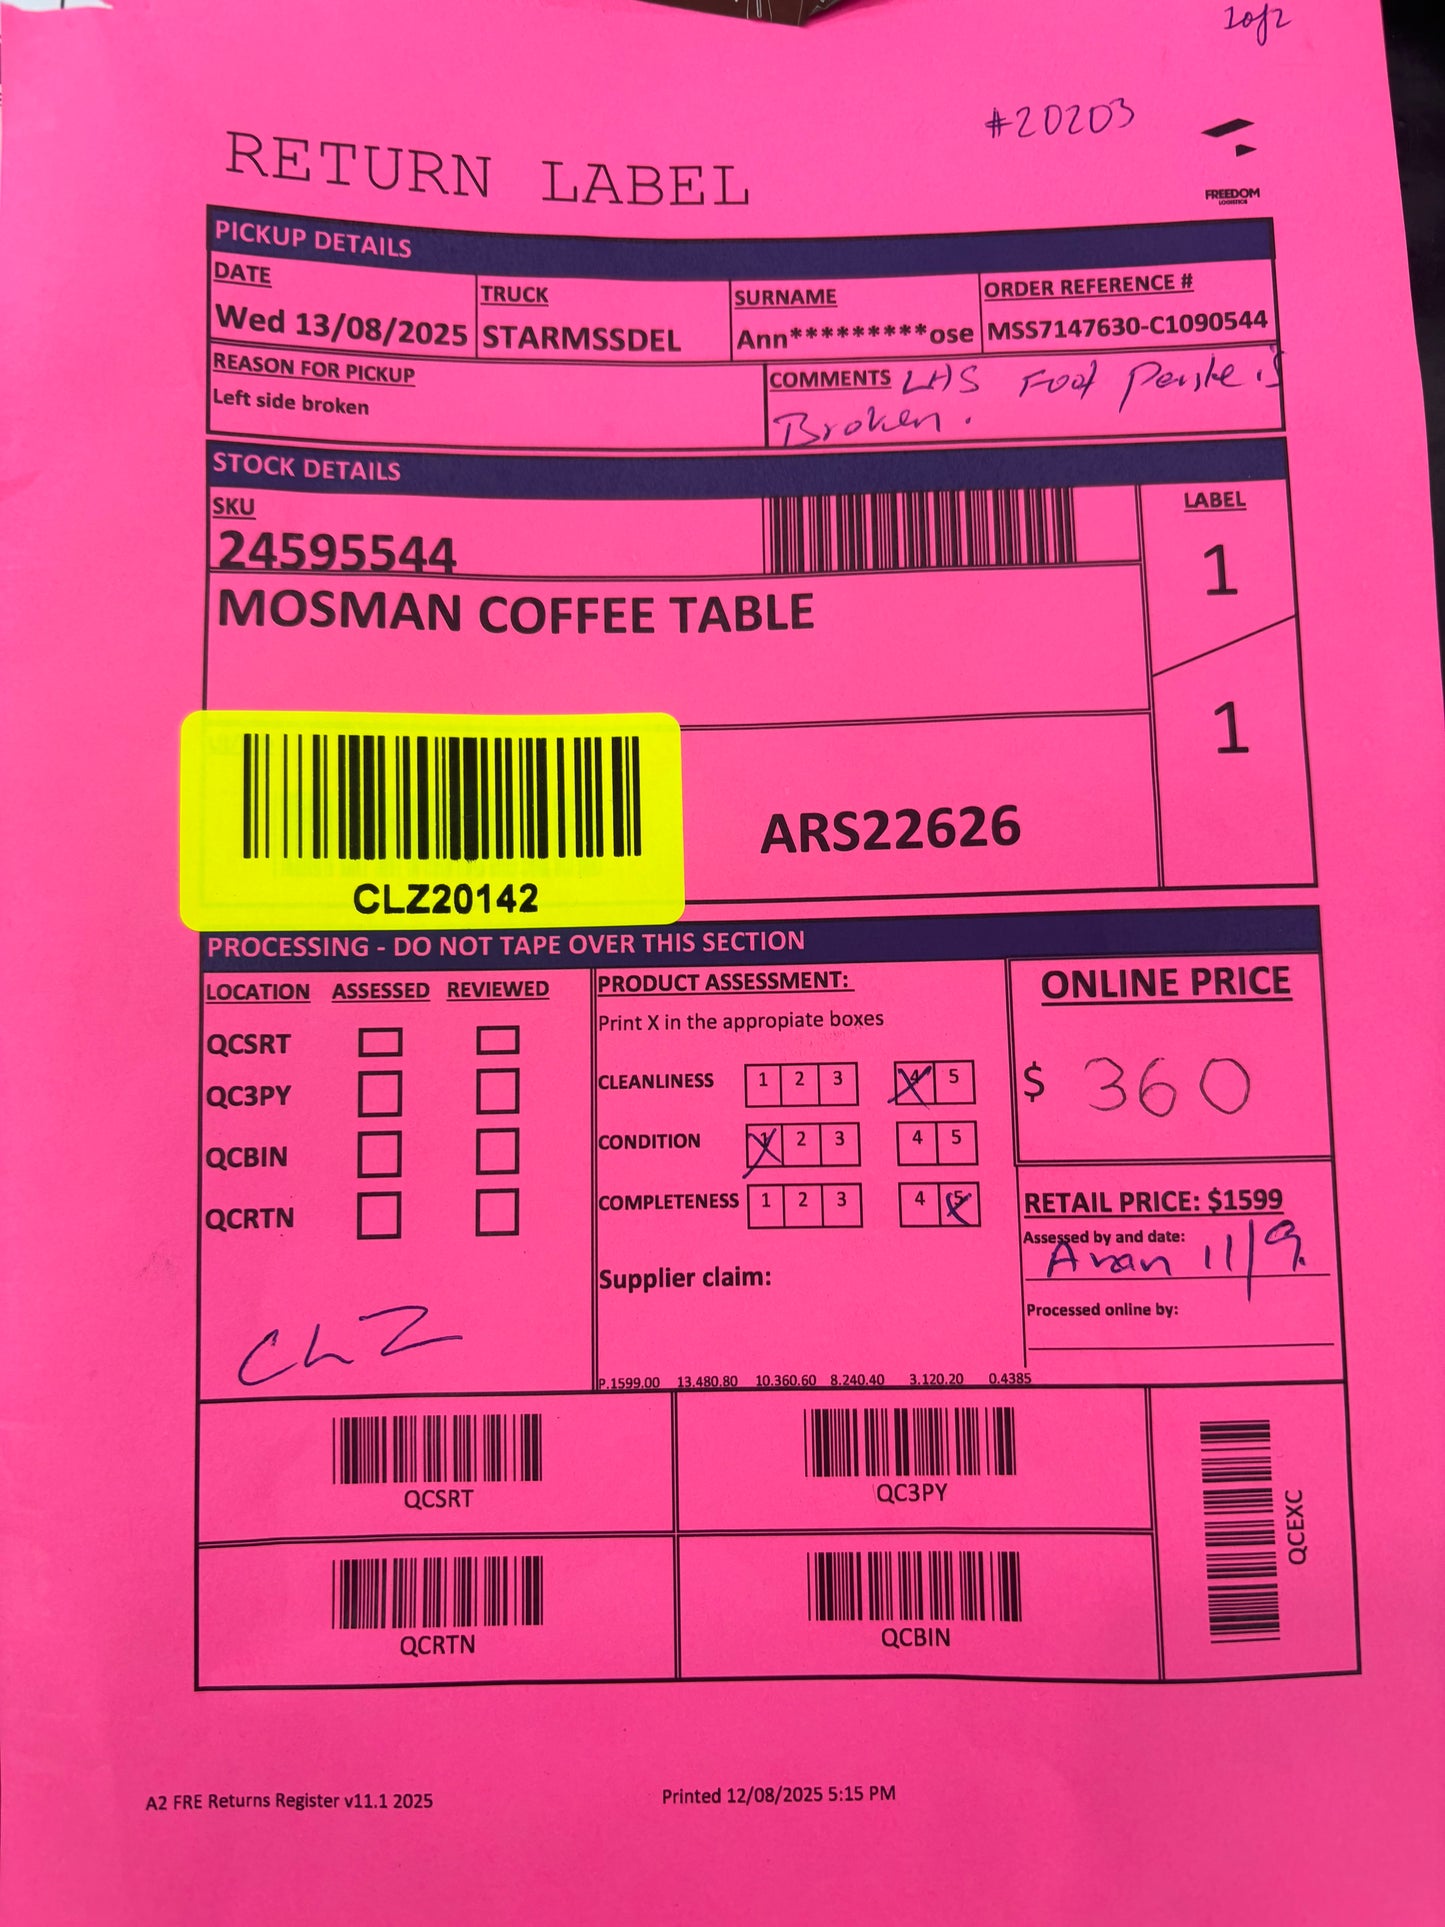 1of2
#20203
RETURN LABEL
FREEDOM
LOGISTICS
PICKUP DETAILS
DATE TRUCK SURNAME ORDER REFERENCE #
Wed 13/08/2025 STARMSSDEL Ann*********ose MSS7147630-C1090544
REASON FOR PICKUP
Left side broken
COMMENTS LHS Foot is
Broken.
STOCK DETAILS
SKU
24595544
LABEL
1
1
MOSMAN COFFEE TABLE
CLZ20142
ARS22626
PROCESSING - DO NOT TAPE OVER THIS SECTION
LOCATION ASSESSED REVIEWED
QCSRT
QC3PY
QCBIN
QCRTN
CLZ
PRODUCT ASSESSMENT:
Print X in the appropiate boxes
CLEANLINESS 1 2 3 4 5
CONDITION 1 2 3 4 5
COMPLETENESS 1 2 3 4 5
Supplier claim:
P.1599.00 13.480.80 10.360.60 8.240.40 3.120.20 0.4385
ONLINE PRICE
$ 360
RETAIL PRICE: $1599
Assessed by and date:
11/9.
Processed online by:
QCSRT
QC3PY
QCRTN
QCBIN
QCEXC
A2 FRE Returns Register v11.1 2025
Printed 12/08/2025 5:15 PM